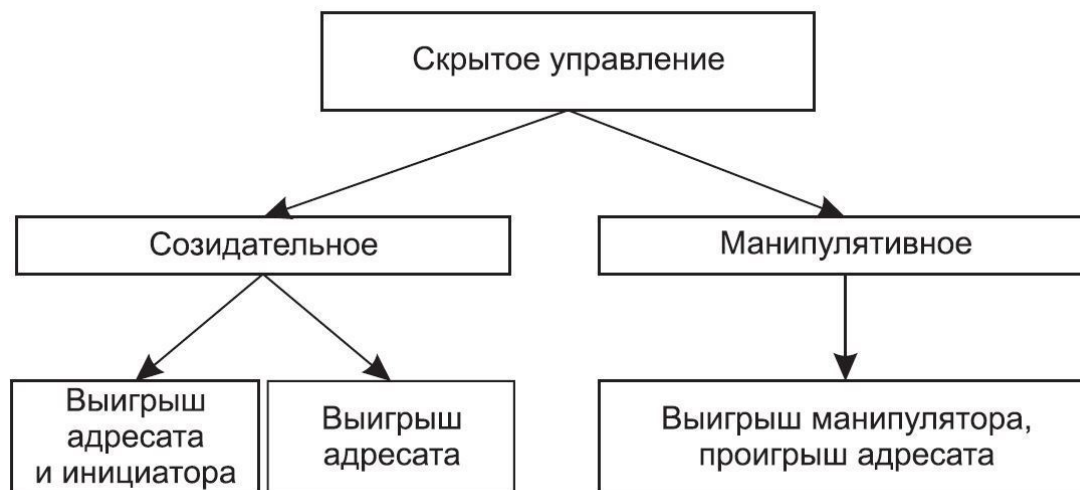 Скрытое управление
Созидательное
Манипулятивное
Выигрыш
адресата
и инициатора
Выигрыш
адресата
Выигрыш манипулятора,
проигрыш адресата